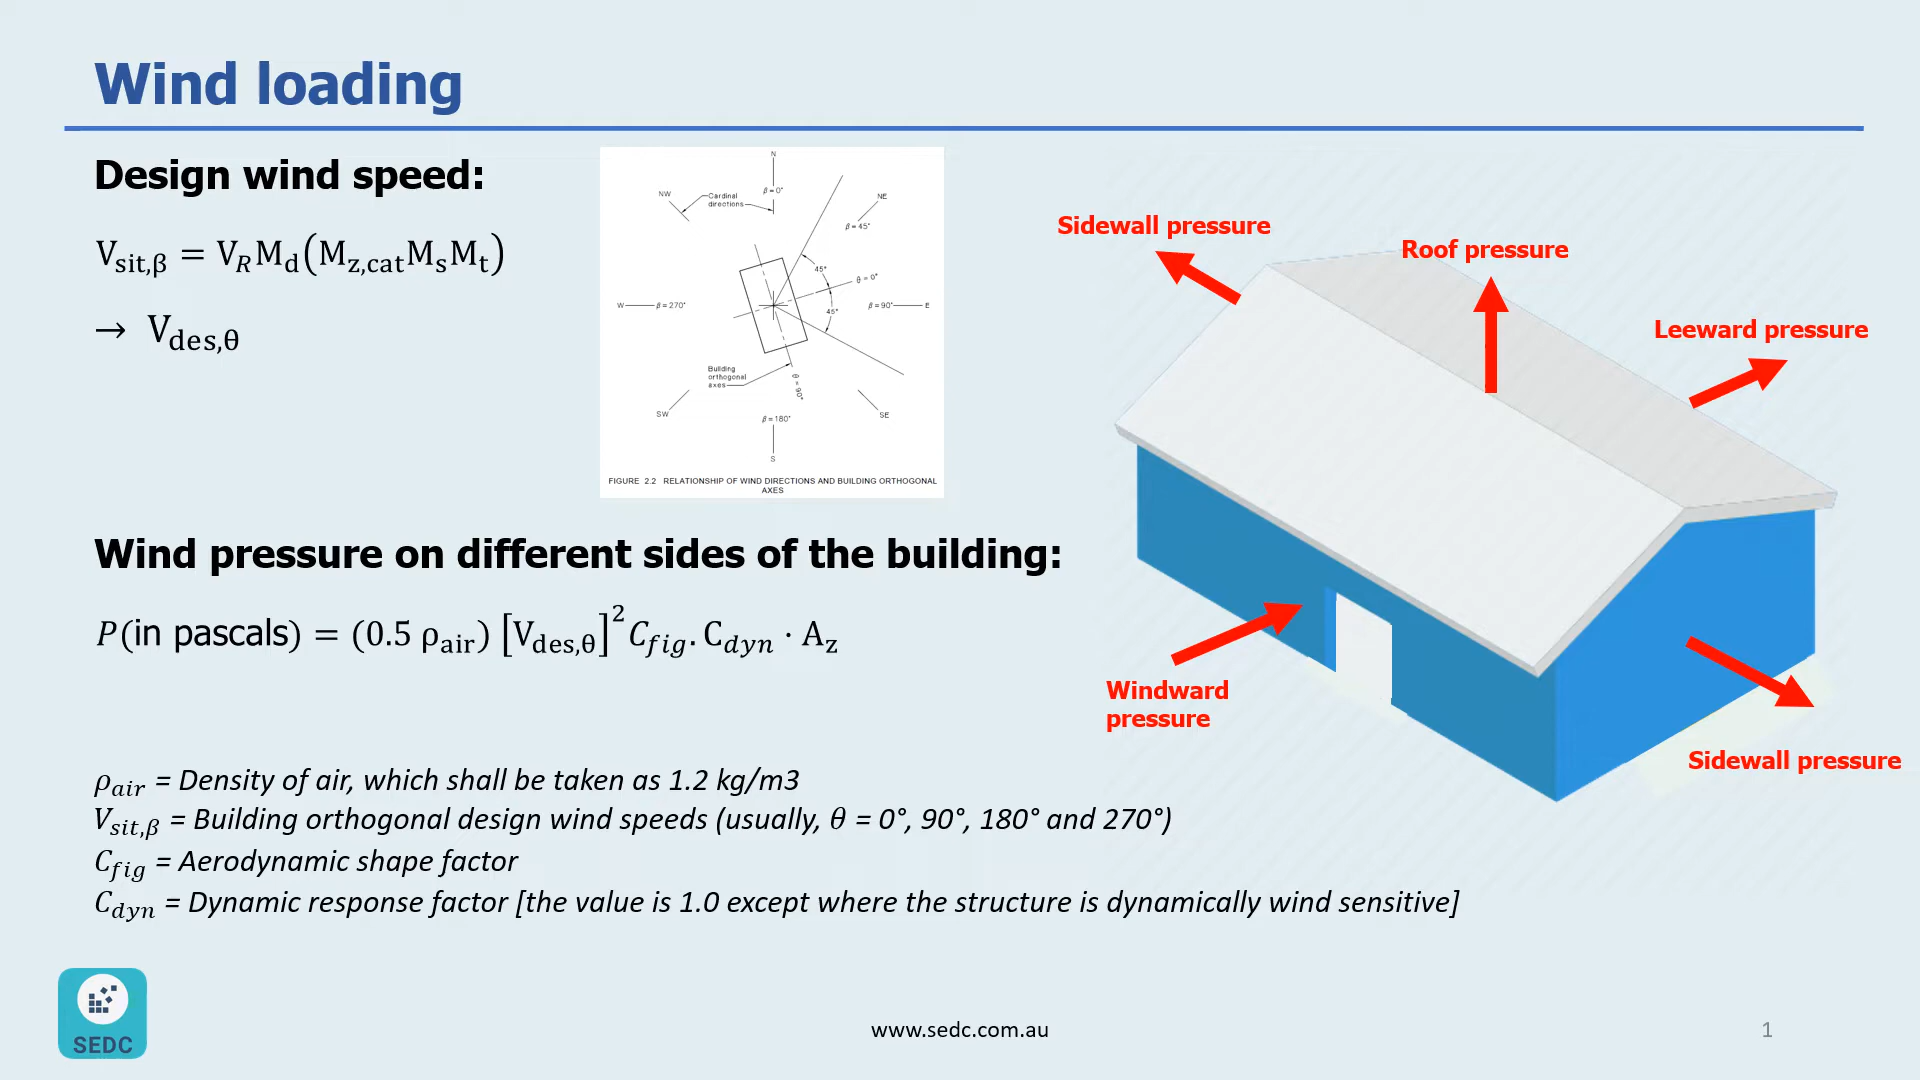 Wind loading
Design wind speed:
V_sit,β = V_R M_d(M_z,cat M_s M_t)
→ V_des,θ
N
β = 0°
NW
Cardinal
directions
NE
β = 45°
45°
θ = 0°
W
β = 270°
β = 90°
E
45°
Building
orthogonal
axes
θ = 90°
SW
β = 180°
SE
S
FIGURE 2.2 RELATIONSHIP OF WIND DIRECTIONS AND BUILDING ORTHOGONAL
AXES
Sidewall pressure
Roof pressure
Leeward pressure
Windward
pressure
Sidewall pressure
Wind pressure on different sides of the building:
P(in pascals) = (0.5 ρ_air) [V_des,θ]² C_fig. C_dyn · A_z
ρ_air = Density of air, which shall be taken as 1.2 kg/m3
V_sit,β = Building orthogonal design wind speeds (usually, θ = 0°, 90°, 180° and 270°)
C_fig = Aerodynamic shape factor
C_dyn = Dynamic response factor [the value is 1.0 except where the structure is dynamically wind sensitive]
SEDC
www.sedc.com.au
1